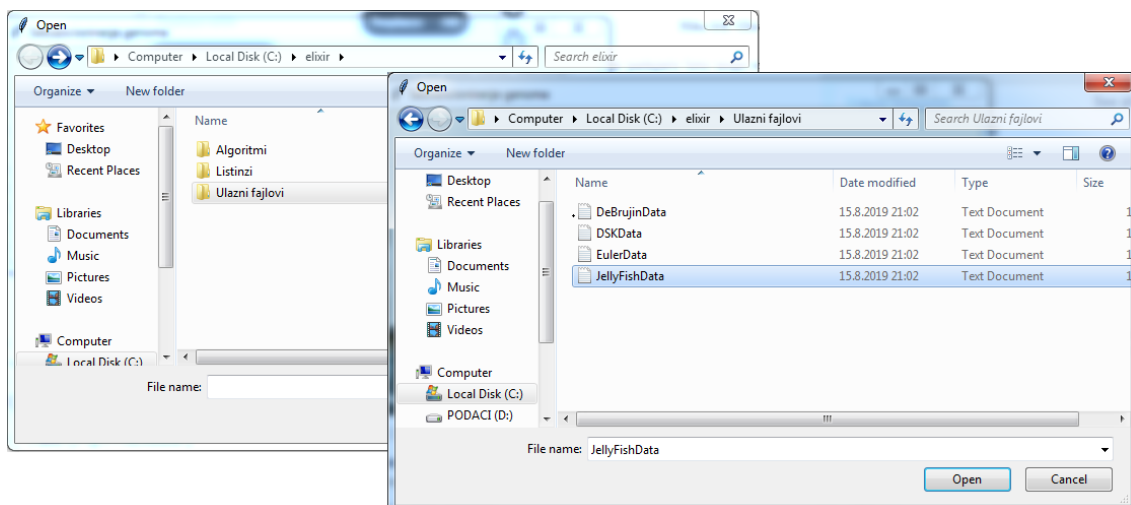 Open
Computer Local Disk (C:) elixir
Search elixir
Organize New folder
Favorites
Desktop
Recent Places
Libraries
Documents
Music
Pictures
Videos
Computer
Local Disk (C:)
Name
Algoritmi
Listinzi
Ulazni fajlovi
File name:
Open
Computer Local Disk (C:) elixir Ulazni fajlovi
Search Ulazni fajlovi
Organize New folder
Desktop
Recent Places
Libraries
Documents
Music
Pictures
Videos
Computer
Local Disk (C:)
PODACI (D:)
Name Date modified Type Size
DeBrujinData 15.8.2019 21:02 Text Document 1
DSKData 15.8.2019 21:02 Text Document 1
EulerData 15.8.2019 21:02 Text Document 1
JellyFishData 15.8.2019 21:02 Text Document 1
File name: JellyFishData
Open Cancel